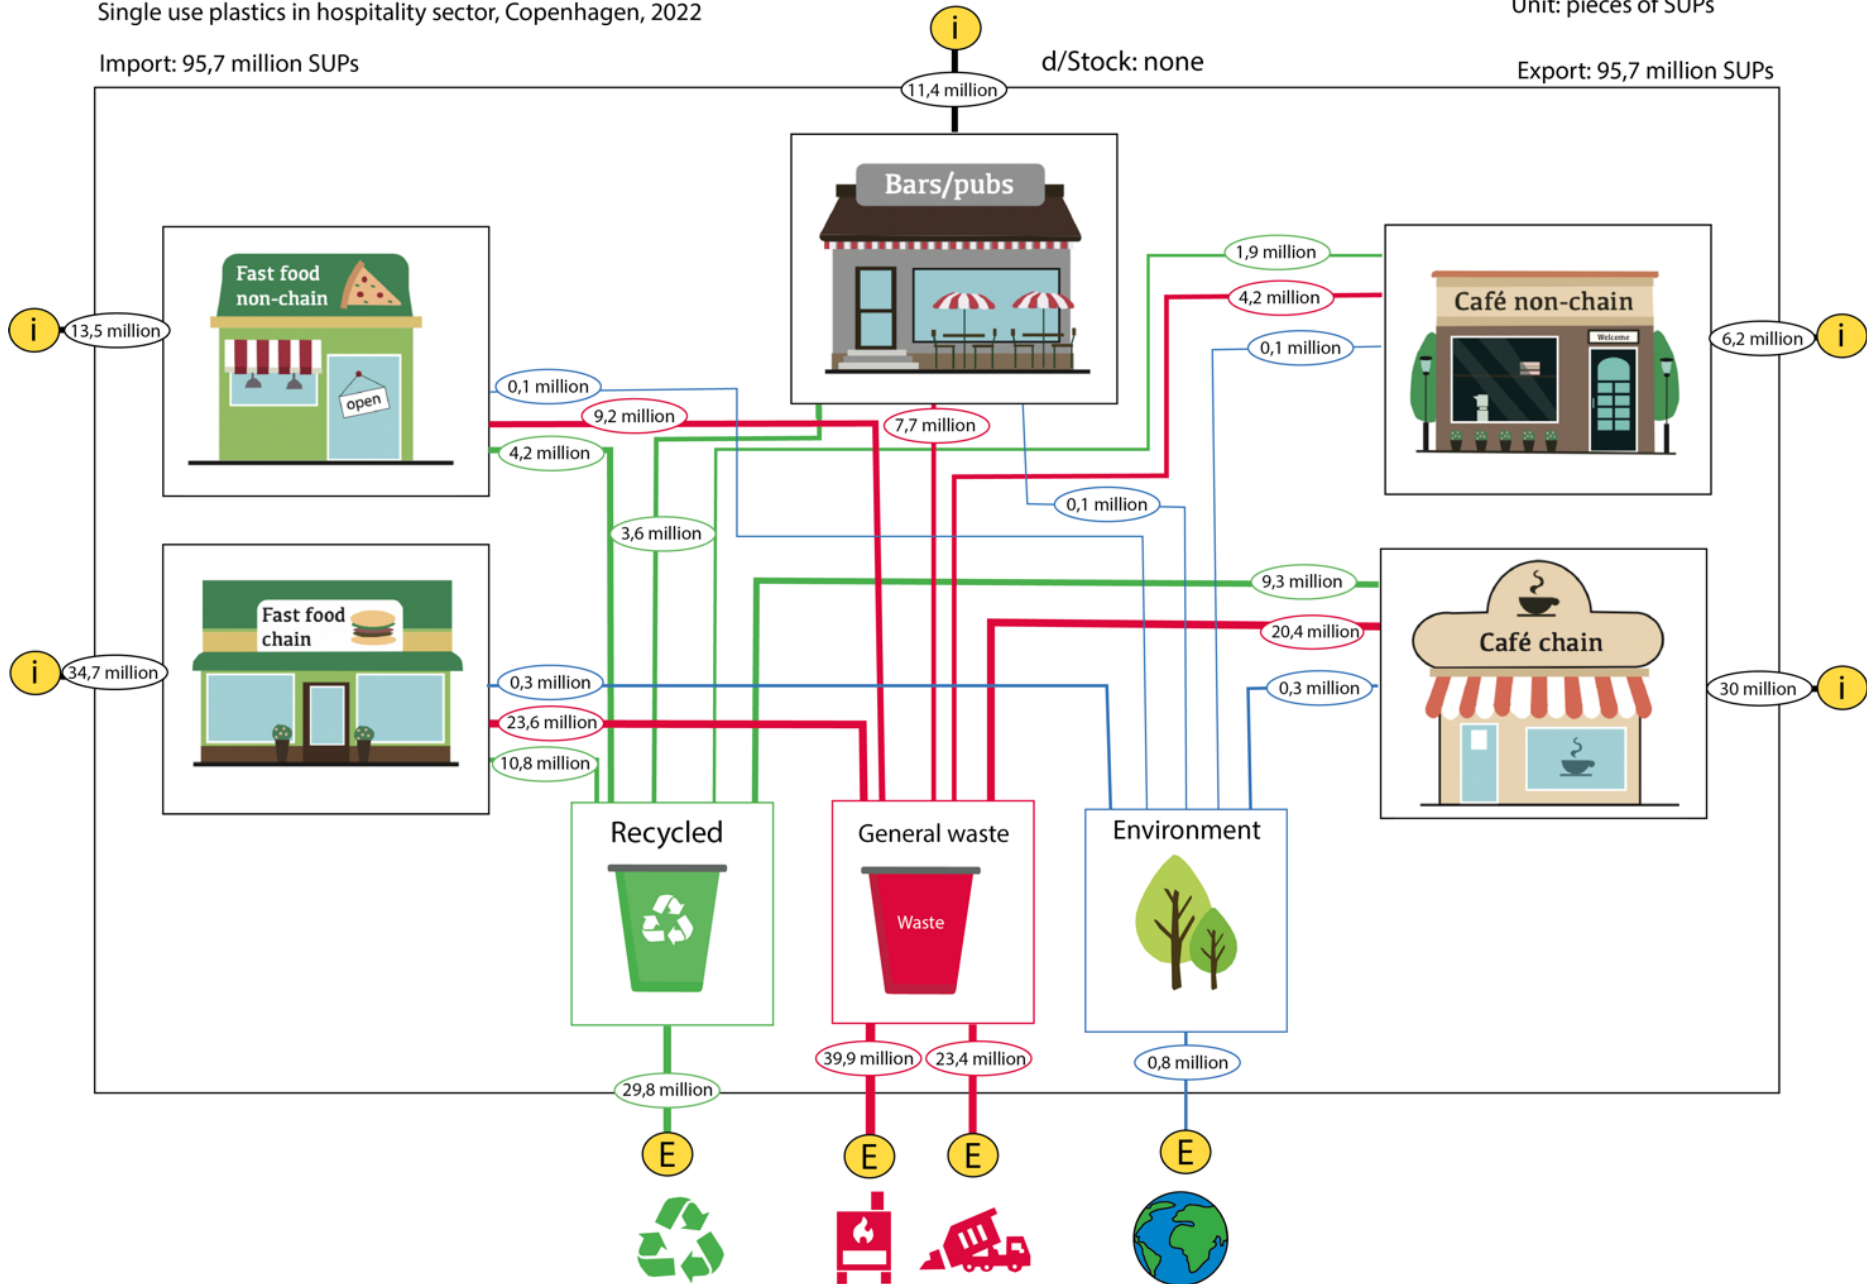 Single use plastics in hospitality sector, Copenhagen, 2022
Unit: pieces of SUPs
i
Import: 95,7 million SUPs
d/Stock: none
Export: 95,7 million SUPs
11,4 million
Bars/pubs
Fast food
non-chain
open
i
13,5 million
1,9 million
4,2 million
0,1 million
Café non-chain
Welcome
6,2 million
i
0,1 million
9,2 million
4,2 million
7,7 million
0,1 million
3,6 million
Fast food
chain
i
34,7 million
0,3 million
23,6 million
10,8 million
9,3 million
20,4 million
0,3 million
Café chain
30 million
i
Recycled
General waste
Waste
Environment
39,9 million
23,4 million
0,8 million
29,8 million
E
E
E
E